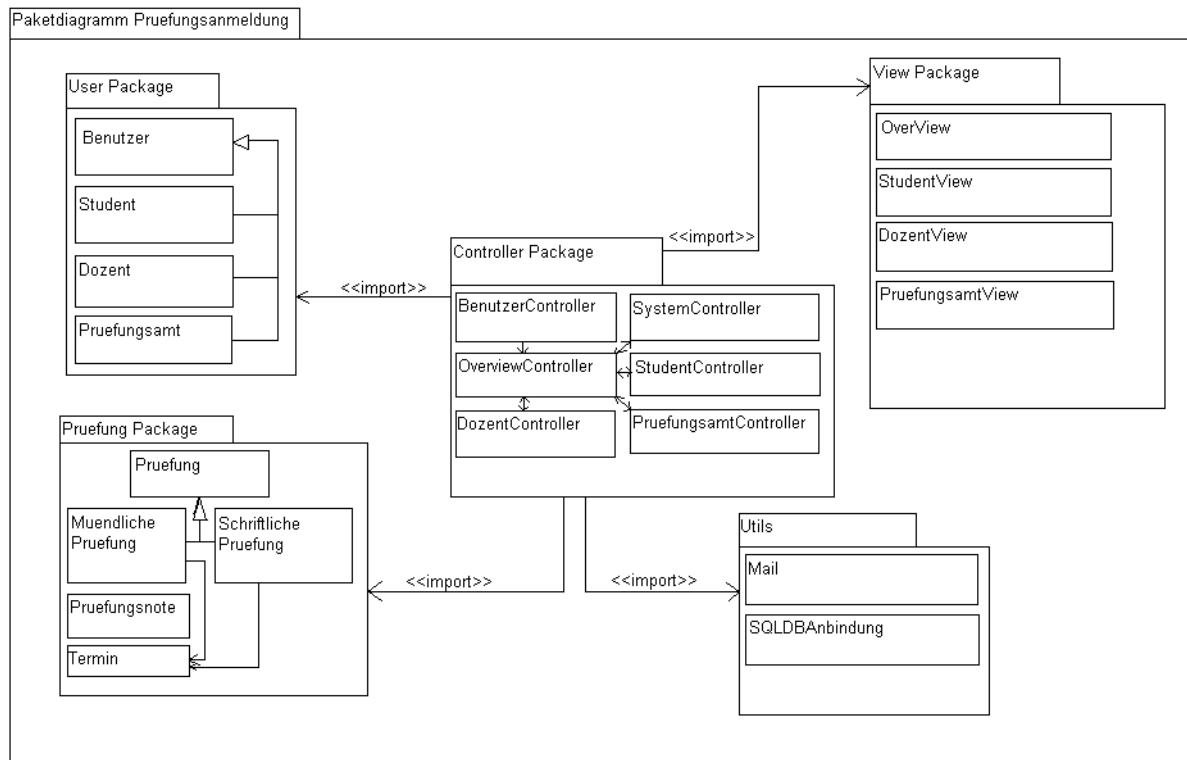 Paketdiagramm Pruefungsanmeldung
User Package
Benutzer
Student
Dozent
Pruefungsamt
<<import>>
Controller Package
BenutzerController
SystemController
OverviewController
StudentController
DozentController
PruefungsamtController
<<import>>
View Package
OverView
StudentView
DozentView
PruefungsamtView
Pruefung Package
Pruefung
Muendliche
Pruefung
Schriftliche
Pruefung
Pruefungsnote
Termin
<<import>>
<<import>>
Utils
Mail
SQLDBAnbindung